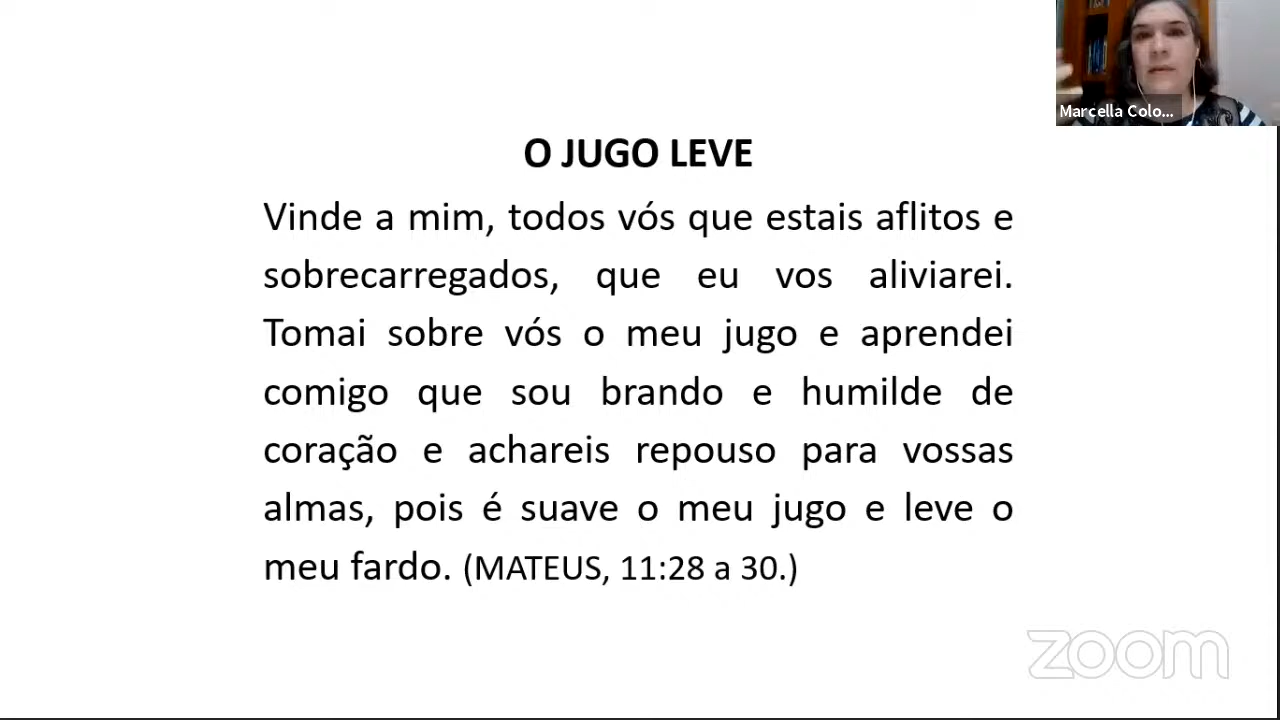 Marcella Colo...
O JUGO LEVE
Vinde a mim, todos vós que estais aflitos e
sobrecarregados, que eu vos aliviarei.
Tomai sobre vós o meu jugo e aprendei
comigo que sou brando e humilde de
coração e achareis repouso para vossas
almas, pois é suave o meu jugo e leve o
meu fardo. (MATEUS, 11:28 a 30.)
zoom